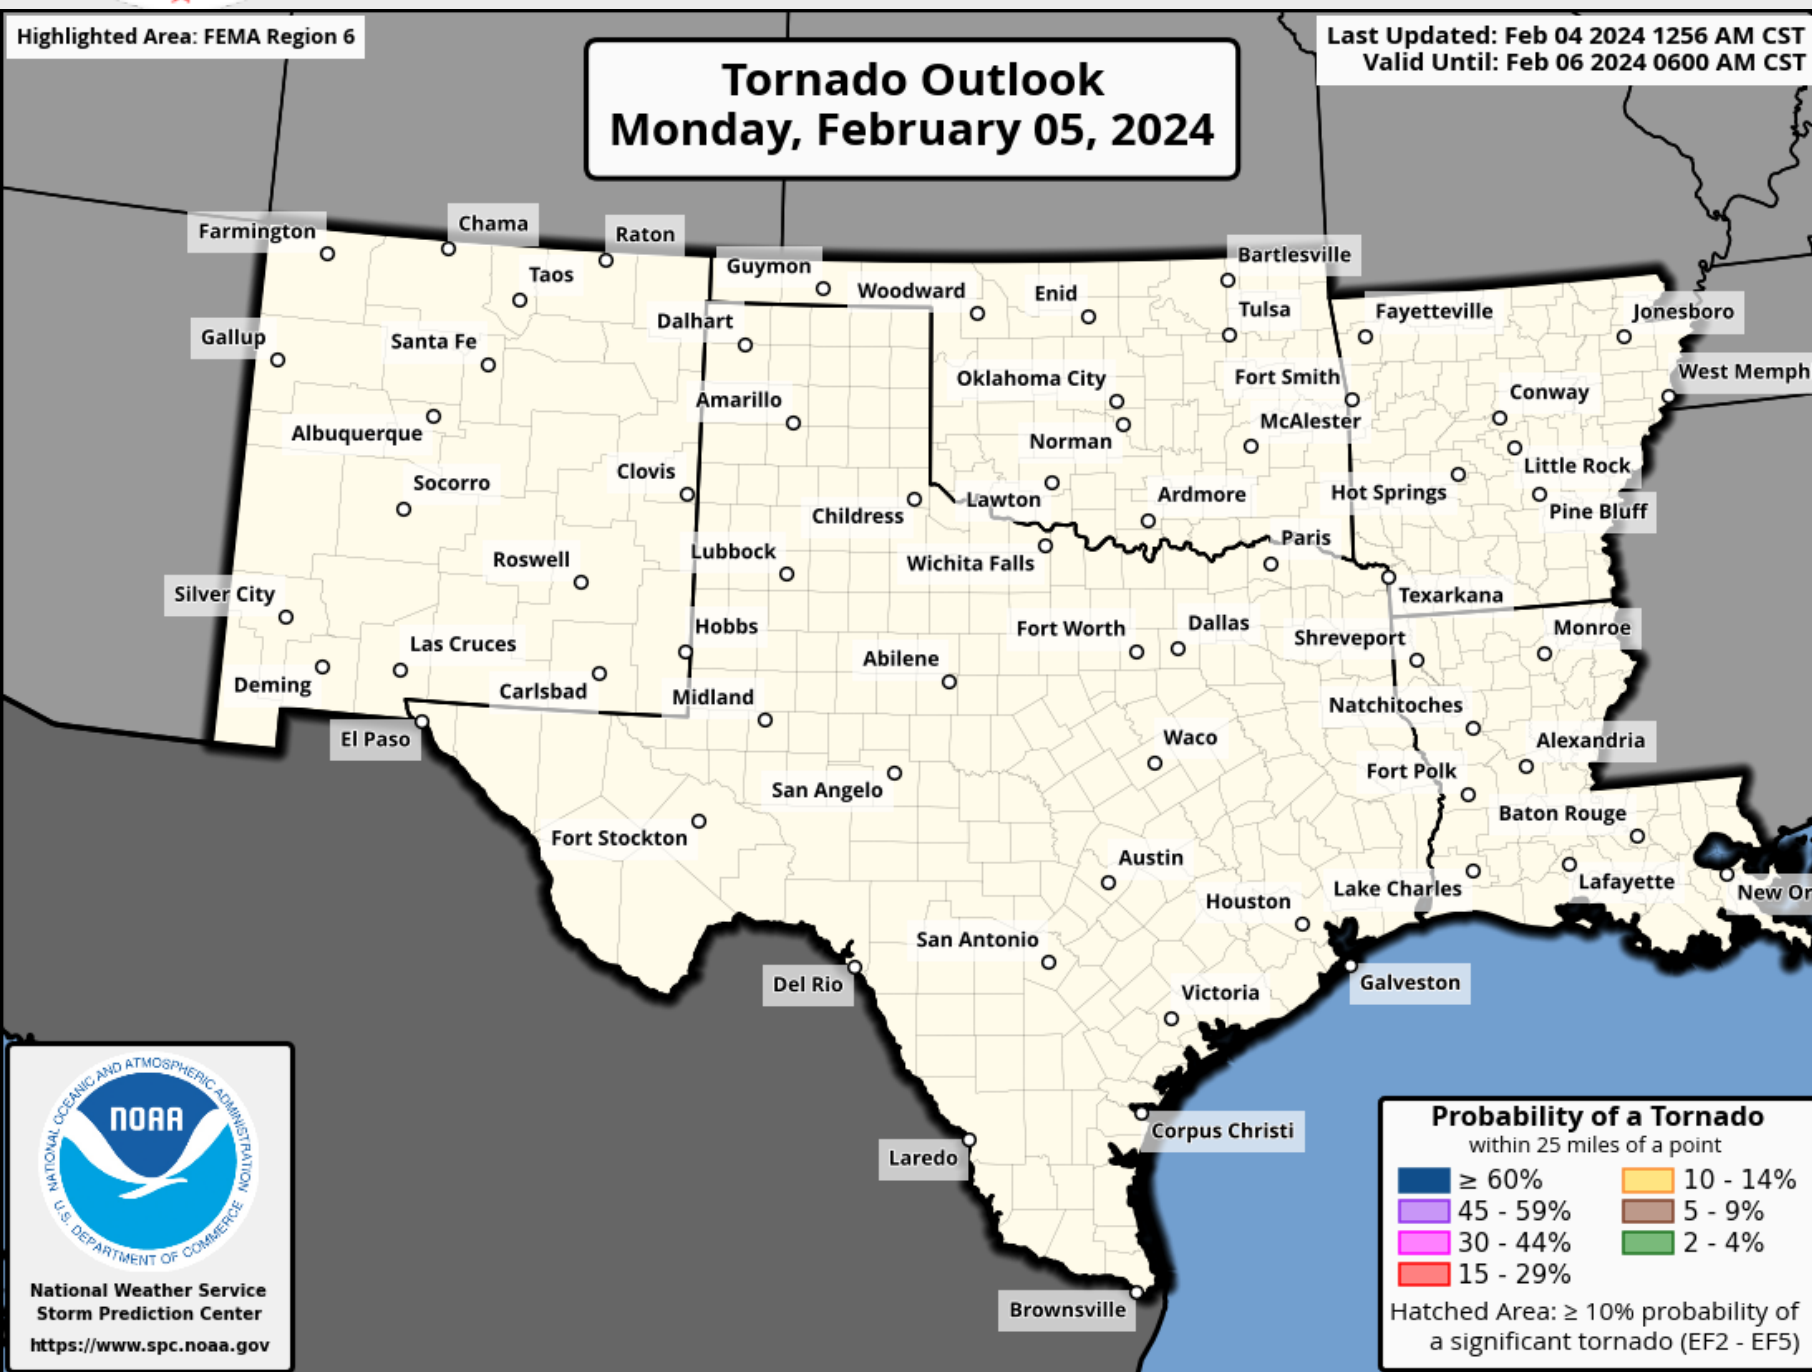 Highlighted Area: FEMA Region 6
Last Updated: Feb 04 2024 1256 AM CST
Valid Until: Feb 06 2024 0600 AM CST
Tornado Outlook
Monday, February 05, 2024
Farmington
Chama
Raton
Taos
Guymon
Woodward
Enid
Bartlesville
Tulsa
Fayetteville
Jonesboro
Gallup
Santa Fe
Dalhart
Oklahoma City
Fort Smith
West Memph
Conway
Amarillo
Albuquerque
Norman
McAlester
Little Rock
Socorro
Clovis
Childress
Lawton
Ardmore
Hot Springs
Pine Bluff
Roswell
Lubbock
Wichita Falls
Paris
Texarkana
Silver City
Las Cruces
Hobbs
Fort Worth
Dallas
Shreveport
Monroe
Deming
Carlsbad
Midland
Abilene
Natchitoches
El Paso
Waco
Alexandria
San Angelo
Fort Polk
Fort Stockton
Baton Rouge
Austin
Houston
Lake Charles
Lafayette
New Or
San Antonio
Del Rio
Victoria
Galveston
Corpus Christi
Laredo
Brownsville
NATIONAL OCEANIC AND ATMOSPHERIC ADMINISTRATION
NOAA
U.S. DEPARTMENT OF COMMERCE
National Weather Service
Storm Prediction Center
https://www.spc.noaa.gov
Probability of a Tornado
within 25 miles of a point
≥ 60%
10 - 14%
45 - 59%
5 - 9%
30 - 44%
2 - 4%
15 - 29%
Hatched Area: ≥ 10% probability of
a significant tornado (EF2 - EF5)